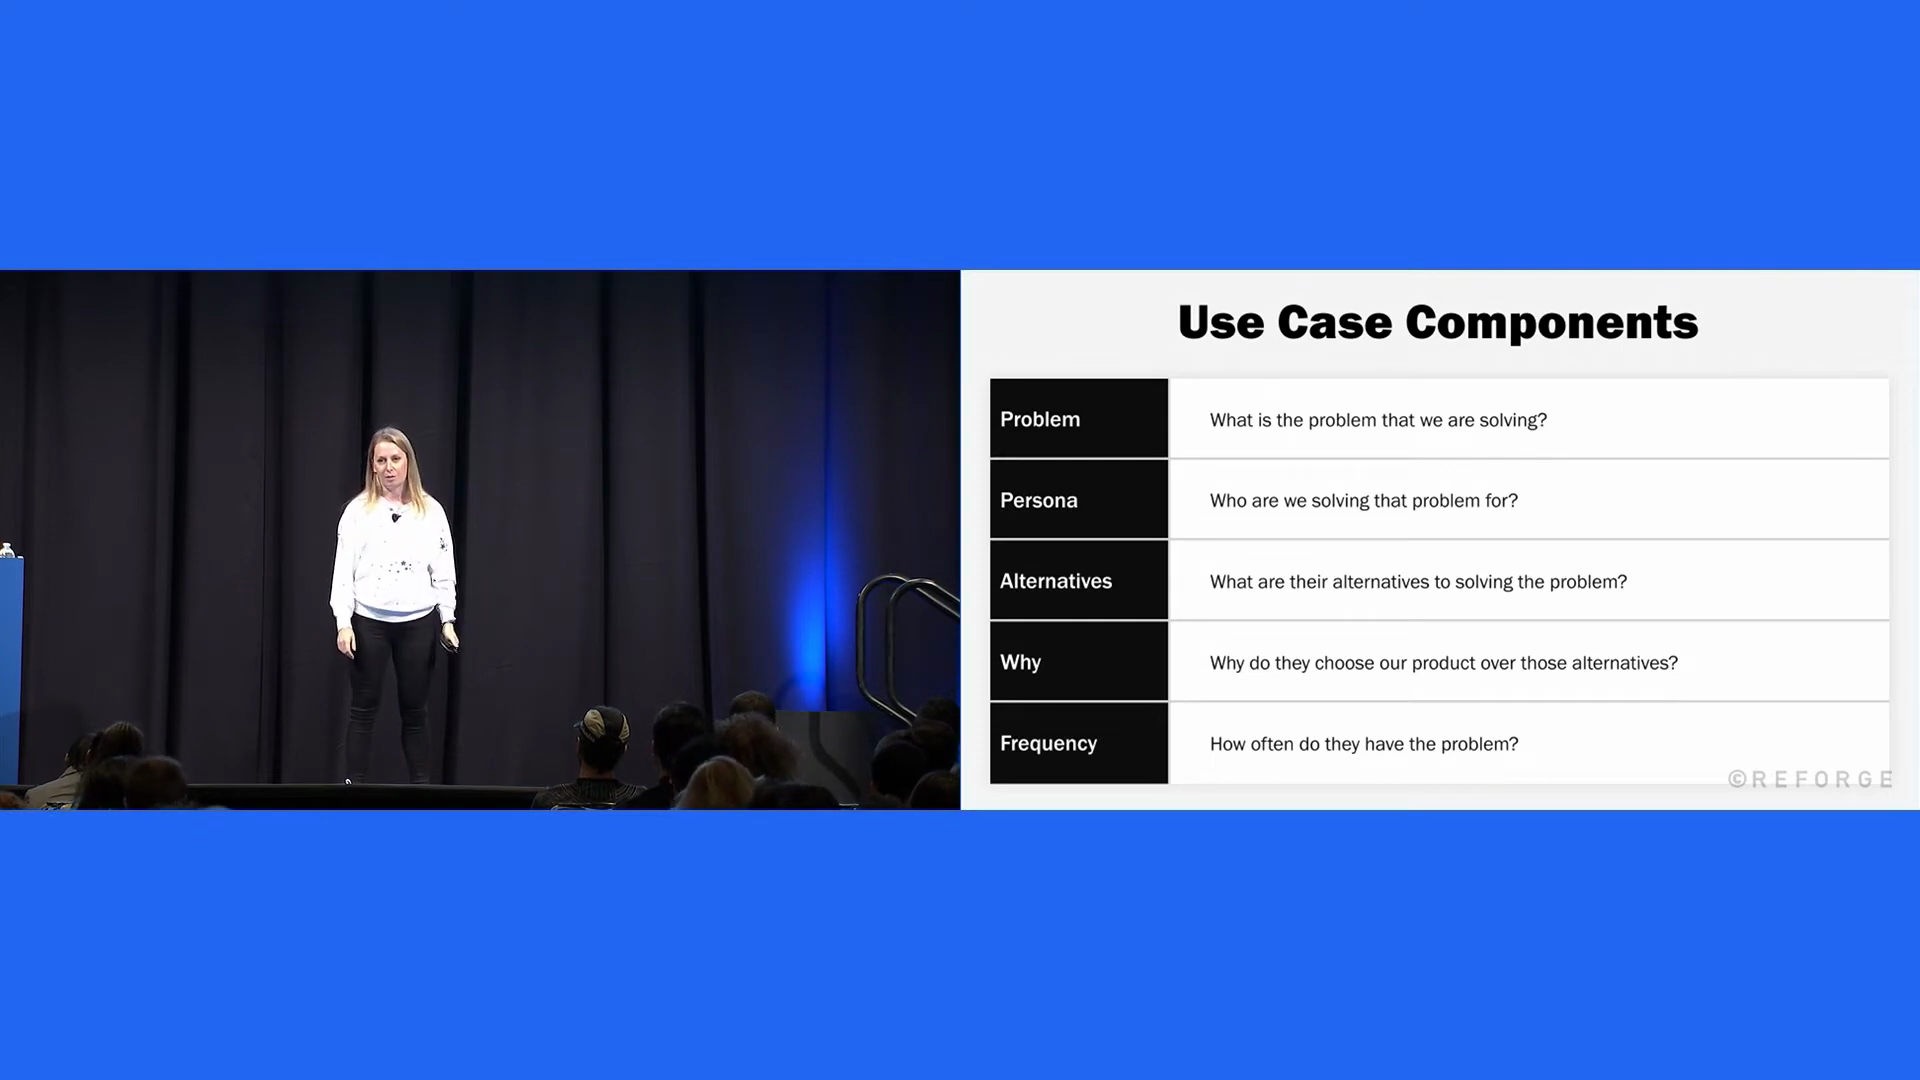 Use Case Components
Problem
What is the problem that we are solving?
Persona
Who are we solving that problem for?
Alternatives
What are their alternatives to solving the problem?
Why
Why do they choose our product over those alternatives?
Frequency
How often do they have the problem?
©REFORGE